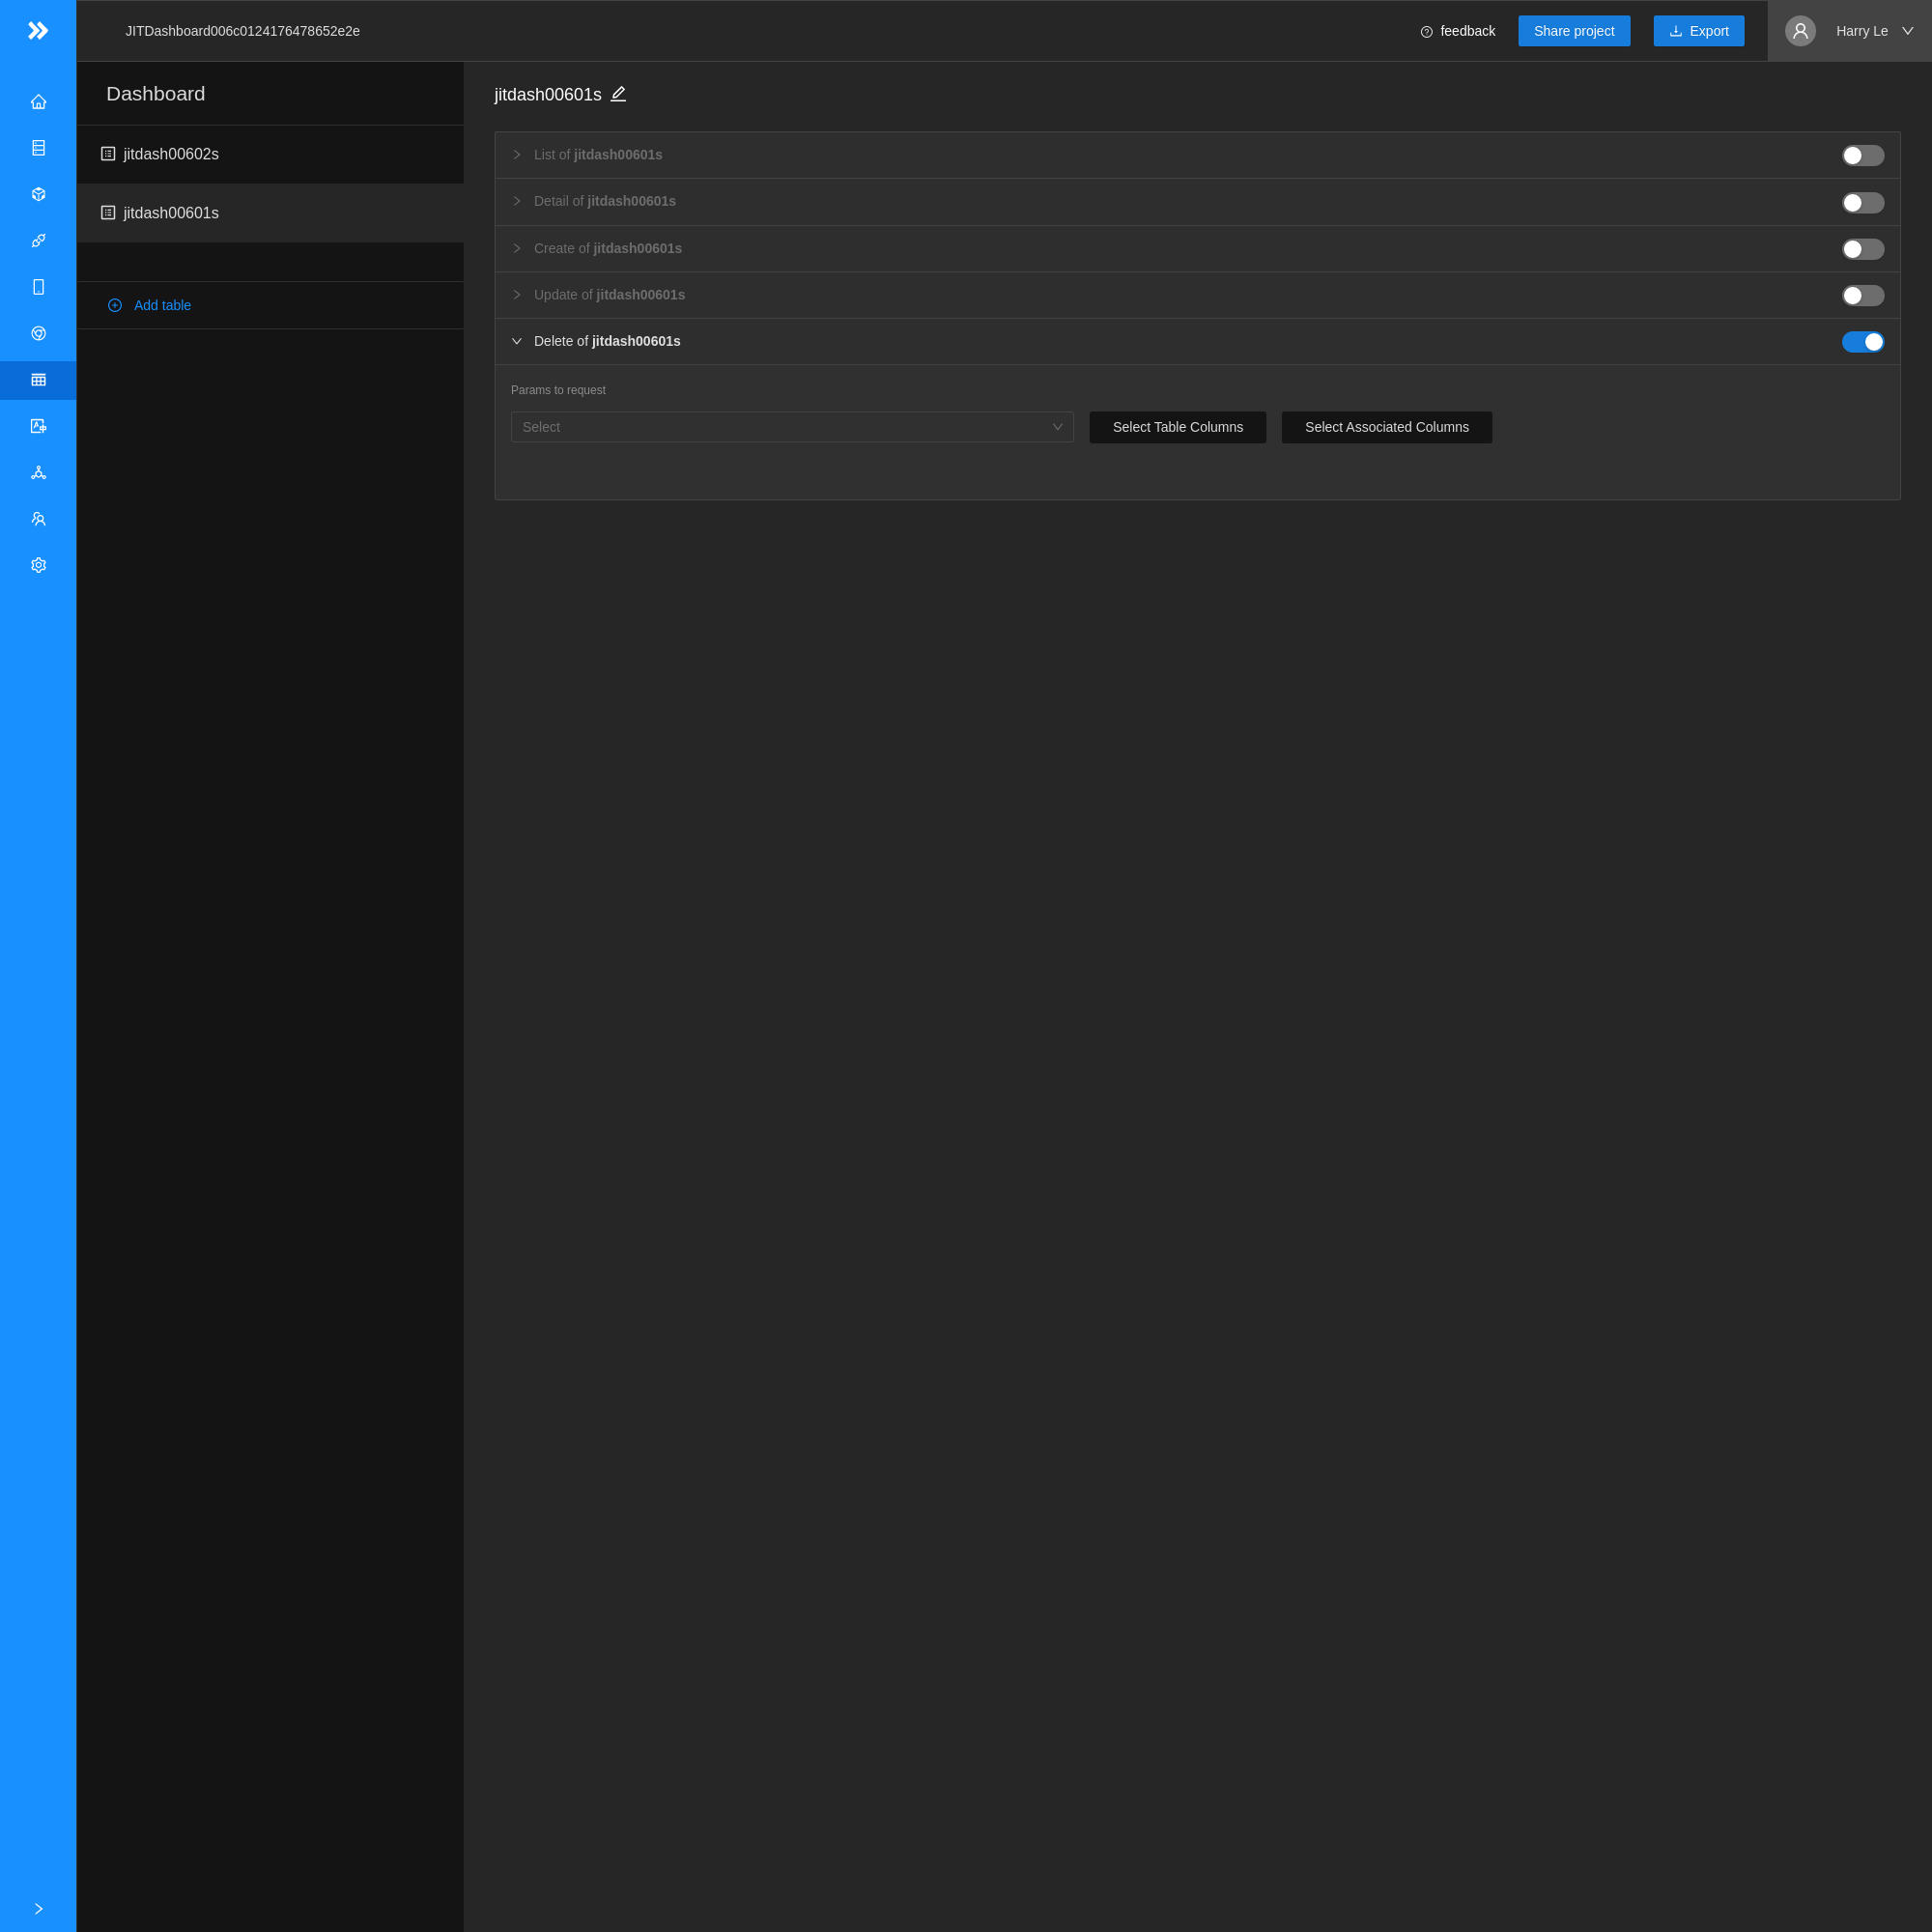 JITDashboard006c0124176478652e2e
feedback
Share project
Export
Harry Le
Dashboard
jitdash00602s
jitdash00601s
Add table
jitdash00601s
List of jitdash00601s
Detail of jitdash00601s
Create of jitdash00601s
Update of jitdash00601s
Delete of jitdash00601s
Params to request
Select
Select Table Columns
Select Associated Columns